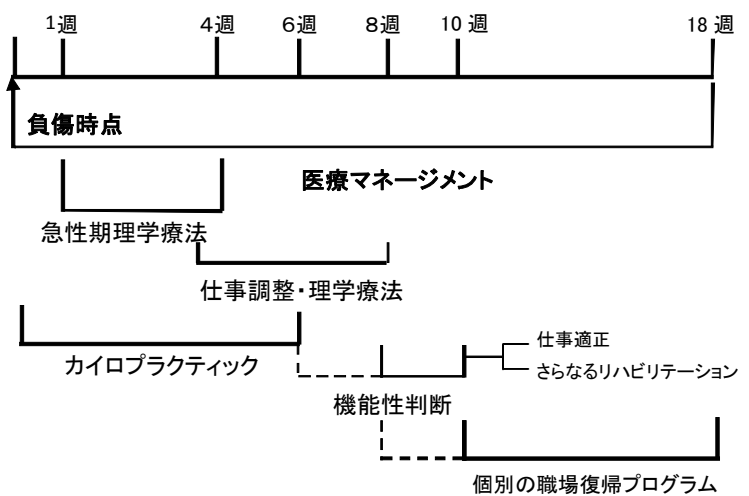 1週 4週 6週 8週 10 週 18 週
負傷時点
医療マネージメント
急性期理学療法
仕事調整・理学療法
カイロプラクティック
仕事適正
さらなるリハビリテーション
機能性判断
個別の職場復帰プログラム